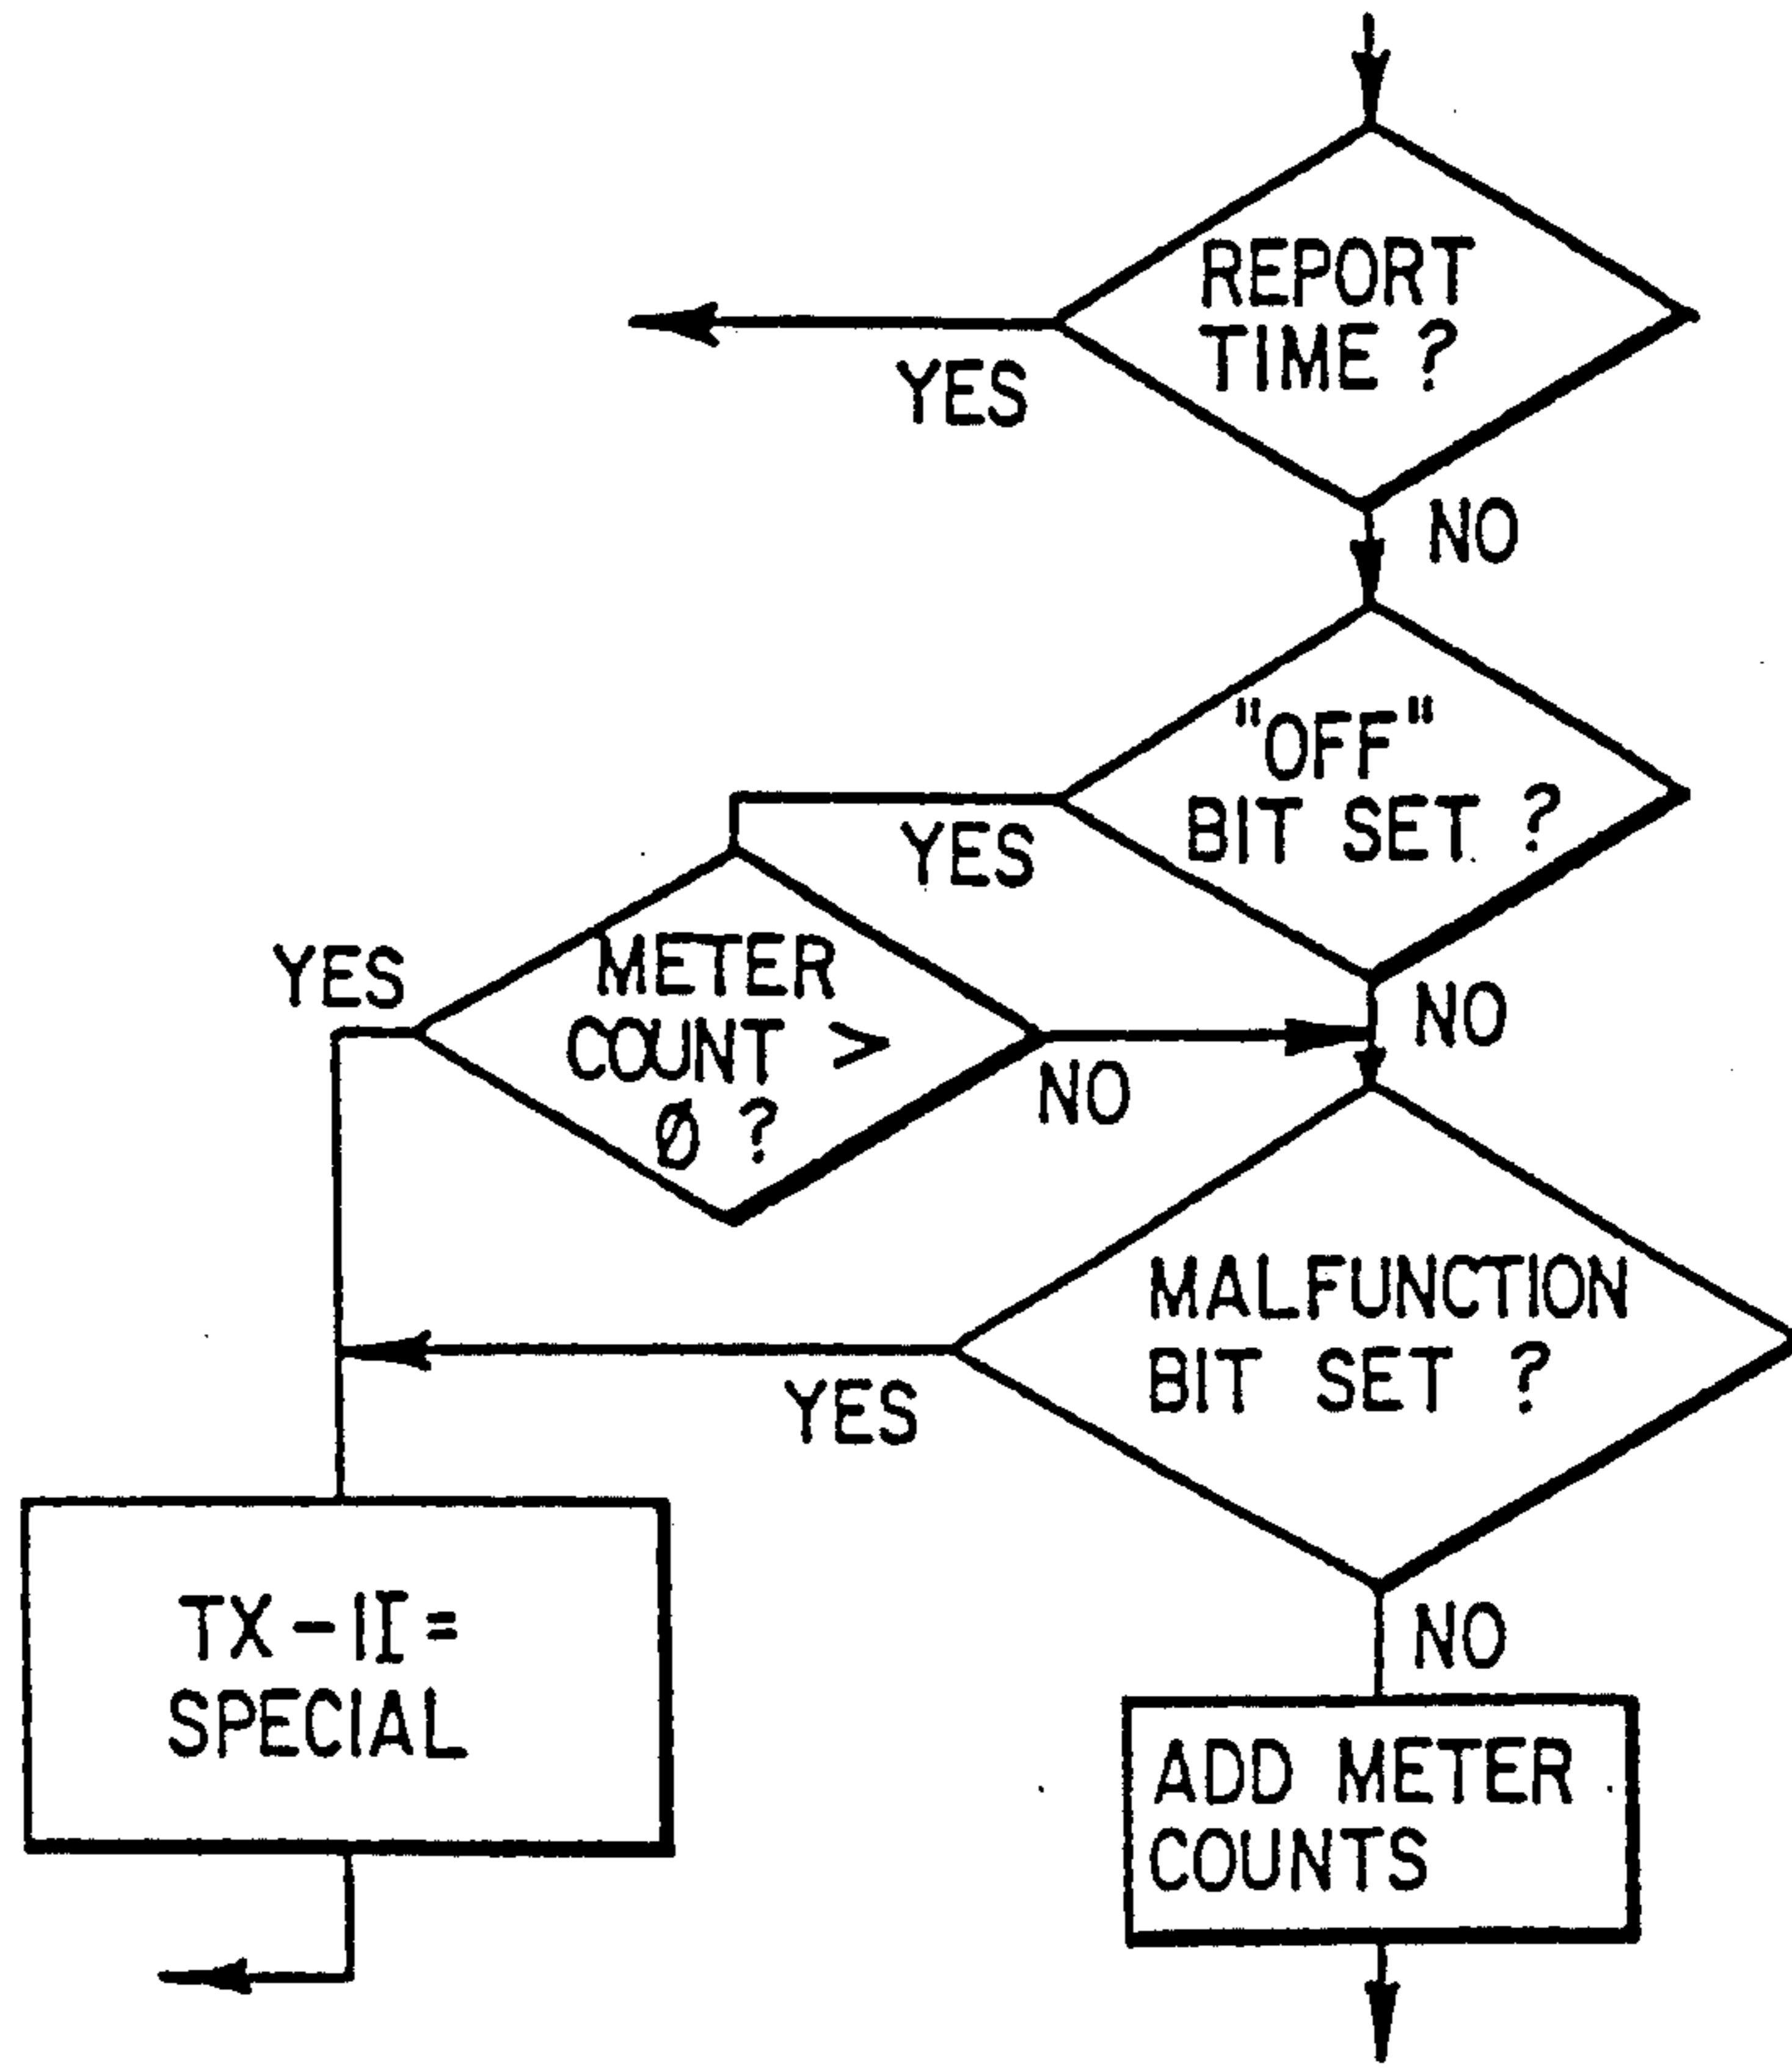 REPORT
TIME ?
YES
NO
"OFF"
BIT SET ?
YES
NO
METER
COUNT >
Ø ?
YES
NO
MALFUNCTION
BIT SET ?
YES
NO
TX-II=
SPECIAL
ADD METER
COUNTS